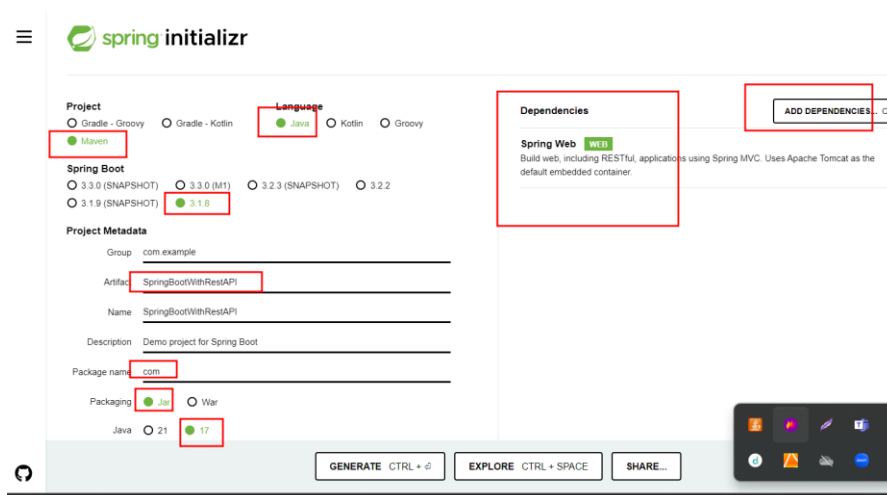 spring initializr
Project
Language
Gradle - Groovy Gradle - Kotlin
Java Kotlin Groovy
Maven
Spring Boot
3.3.0 (SNAPSHOT) 3.3.0 (M1) 3.2.3 (SNAPSHOT) 3.2.2
3.1.9 (SNAPSHOT) 3.1.8
Project Metadata
Group com.example
Artifact SpringBootWithRestAPI
Name SpringBootWithRestAPI
Description Demo project for Spring Boot
Package name com
Packaging Jar War
Java 21 17
Dependencies
ADD DEPENDENCIES... C
Spring Web WEB
Build web, including RESTful, applications using Spring MVC. Uses Apache Tomcat as the
default embedded container.
GENERATE CTRL + ⏎ EXPLORE CTRL + SPACE SHARE...